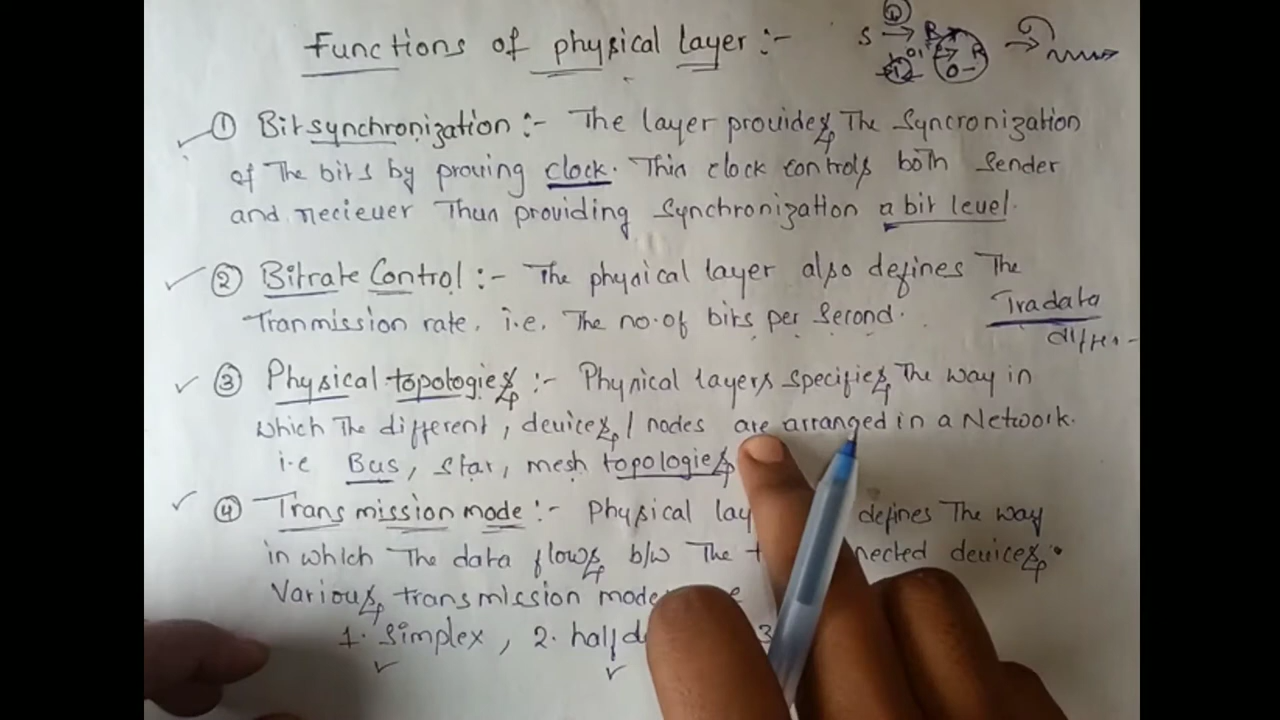 Functions of physical layer :-
S → R
① Bitsynchronization :- The layer provides The Syncronization
of The bits by proving clock. This clock controls both Sender
and reciever Thus providing Synchronization a bit level.
② Bitrate Control :- The physical layer also defines The
Tranmission rate. i.e. The no.of bits per Second.
Tradata
③ Physical topologies :- Physical layers specifies The way in
which The different, devices / nodes are arranged in a Network.
i.e Bus, Star, mesh topologies
④ Transmission mode :- Physical defines The way
in which The data flows b/w The devices.
Various transmission
1. Simplex, 2. half 3